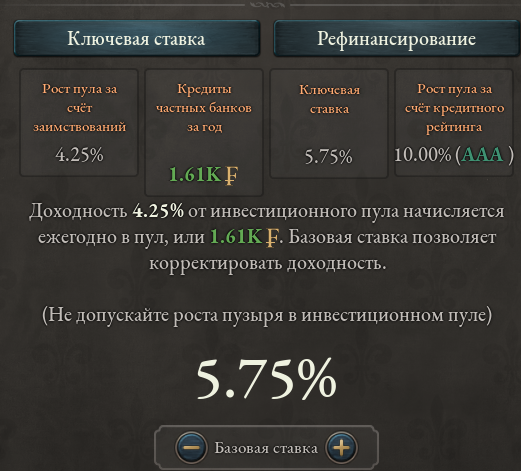 Ключевая ставка
Рефинансирование
Рост пула за
счёт
заимствований
4.25%
Кредиты
частных банков
за год
1.61K ₣
Ключевая
ставка
5.75%
Рост пула за
счёт кредитного
рейтинга
10.00% (AAA )
Доходность 4.25% от инвестиционного пула начисляется
ежегодно в пул, или 1.61K ₣. Базовая ставка позволяет
корректировать доходность.
(Не допускайте роста пузыря в инвестиционном пуле)
5.75%
Базовая ставка